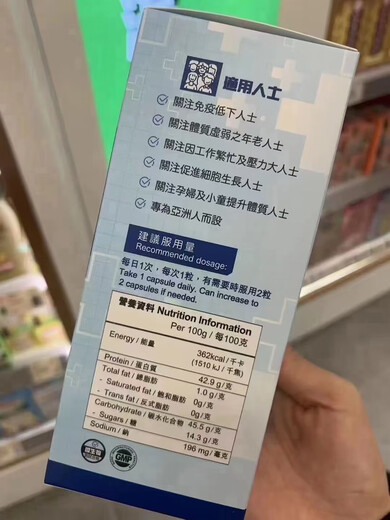 適用人士
關注免疫低下人士
關注體質虛弱之年老人士
關注因工作繁忙及壓力大人士
關注促進細胞生長人士
關注孕婦及小童提升體質人士
專為亞洲人而設
建議服用量
Recommended dosage:
每日1次，每次1粒，有需要時服用2粒
Take 1 capsule daily. Can increase to
2 capsules if needed.
營養資料 Nutrition Information
Per 100g / 每100克
Energy / 能量 362kcal / 千卡
(1510 kJ / 千焦)
Protein / 蛋白質 42.9 g / 克
Total fat / 總脂肪 1.0 g / 克
- Saturated fat / 飽和脂肪 0g / 克
- Trans fat / 反式脂肪 0g / 克
Carbohydrate / 碳水化合物 45.5 g / 克
- Sugars / 糖 14.3 g / 克
Sodium / 鈉 196 mg / 毫克
GMP